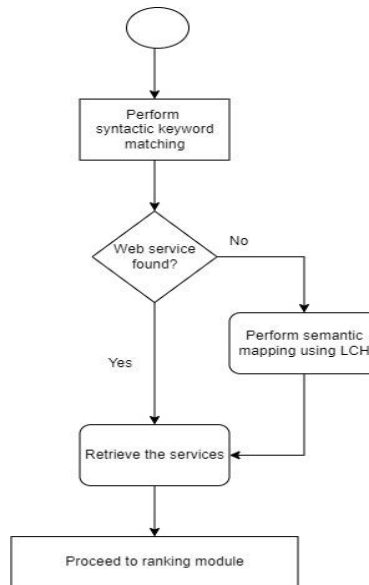 Perform
syntactic keyword
matching
Web service
found?
No
Perform semantic
mapping using LCH
Yes
Retrieve the services
Proceed to ranking module